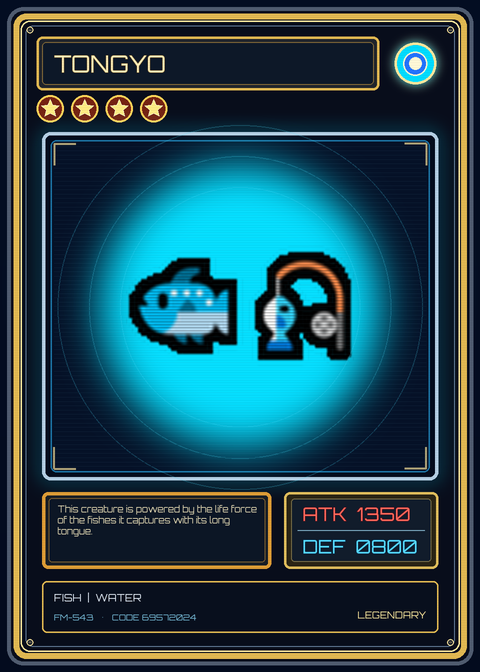 TONGYO
This creature is powered by the life force
of the fishes it captures with its long
tongue.
ATK 1350
DEF 0800
FISH | WATER
FM-543 · CODE 69572024
LEGENDARY